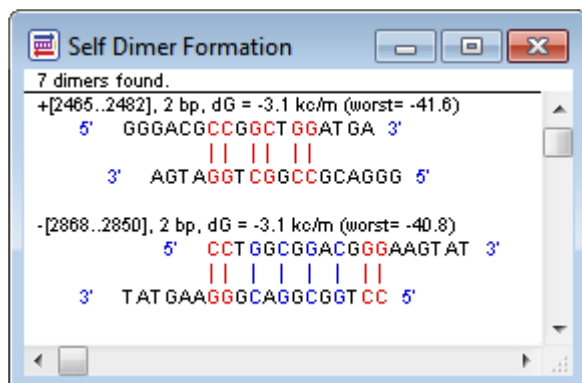 Self Dimer Formation
7 dimers found.
+[2465..2482], 2 bp, dG = -3.1 kc/m (worst= -41.6)
5' GGGACGCCGGCTGGATGA 3'
3' AGTAGGTCGGCCGCAGGG 5'
-[2868..2850], 2 bp, dG = -3.1 kc/m (worst= -40.8)
5' CCTGGCGGACGGGAAGTAT 3'
3' TATGAAGGGCAGGCGGTCC 5'